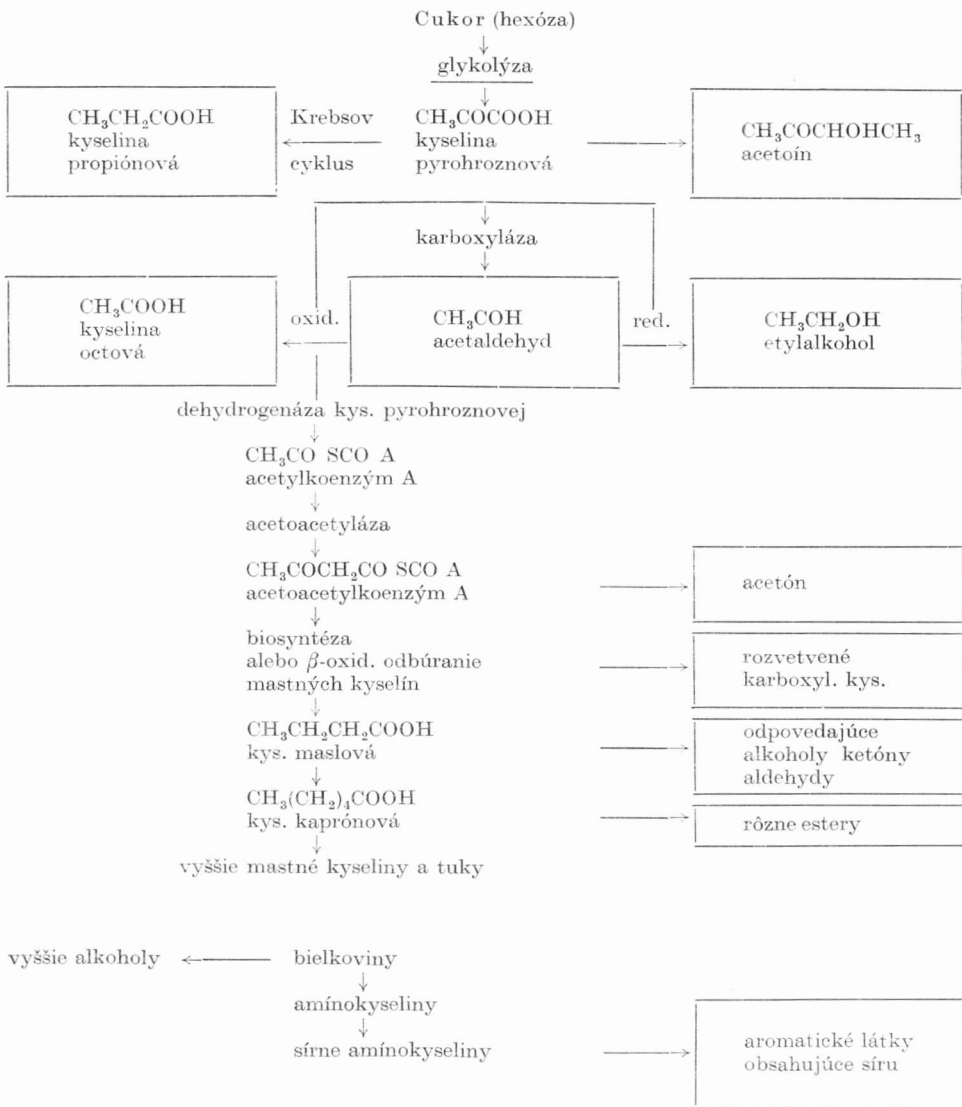 Cukor (hexóza)
↓
glykolýza
↓
CH₃CH₂COOH
kyselina
propiónová
Krebsov
←
cyklus
CH₃COCOOH
kyselina
pyrohroznová
→
CH₃COCHOHCH₃
acetoín
↓
karboxyláza
↓
CH₃COOH
kyselina
octová
oxid.
←
CH₃COH
acetaldehyd
red.
→
CH₃CH₂OH
etylalkohol
dehydrogenáza kys. pyrohroznovej
↓
CH₃CO SCO A
acetylkoenzým A
↓
acetoacetyláza
↓
CH₃COCH₂CO SCO A
acetoacetylkoenzým A
→
acetón
↓
biosyntéza
alebo β-oxid. odbúranie
mastných kyselín
→
rozvetvené
karboxyl. kys.
↓
CH₃CH₂CH₂COOH
kys. maslová
→
odpovedajúce
alkoholy ketóny
aldehydy
↓
CH₃(CH₂)₄COOH
kys. kaprónová
→
rôzne estery
↓
vyššie mastné kyseliny a tuky
vyššie alkoholy ← bielkoviny
↓
amínokyseliny
↓
sírne amínokyseliny
→
aromatické látky
obsahujúce síru